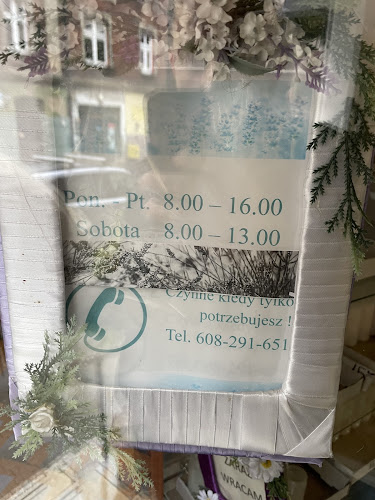 Pon. - Pt. 8.00 – 16.00
Sobota 8.00 – 13.00
Czynne kiedy tylko
potrzebujesz !
Tel. 608-291-651
ZARAZ
WRACAM